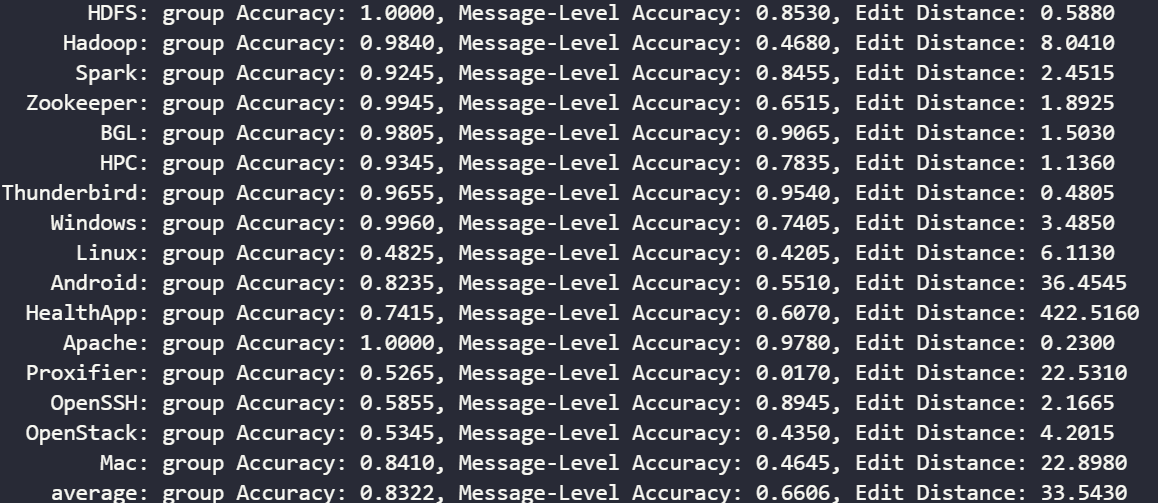 HDFS: group Accuracy: 1.0000, Message-Level Accuracy: 0.8530, Edit Distance: 0.5880
Hadoop: group Accuracy: 0.9840, Message-Level Accuracy: 0.4680, Edit Distance: 8.0410
Spark: group Accuracy: 0.9245, Message-Level Accuracy: 0.8455, Edit Distance: 2.4515
Zookeeper: group Accuracy: 0.9945, Message-Level Accuracy: 0.6515, Edit Distance: 1.8925
BGL: group Accuracy: 0.9805, Message-Level Accuracy: 0.9065, Edit Distance: 1.5030
HPC: group Accuracy: 0.9345, Message-Level Accuracy: 0.7835, Edit Distance: 1.1360
Thunderbird: group Accuracy: 0.9655, Message-Level Accuracy: 0.9540, Edit Distance: 0.4805
Windows: group Accuracy: 0.9960, Message-Level Accuracy: 0.7405, Edit Distance: 3.4850
Linux: group Accuracy: 0.4825, Message-Level Accuracy: 0.4205, Edit Distance: 6.1130
Android: group Accuracy: 0.8235, Message-Level Accuracy: 0.5510, Edit Distance: 36.4545
HealthApp: group Accuracy: 0.7415, Message-Level Accuracy: 0.6070, Edit Distance: 422.5160
Apache: group Accuracy: 1.0000, Message-Level Accuracy: 0.9780, Edit Distance: 0.2300
Proxifier: group Accuracy: 0.5265, Message-Level Accuracy: 0.0170, Edit Distance: 22.5310
OpenSSH: group Accuracy: 0.5855, Message-Level Accuracy: 0.8945, Edit Distance: 2.1665
OpenStack: group Accuracy: 0.5345, Message-Level Accuracy: 0.4350, Edit Distance: 4.2015
Mac: group Accuracy: 0.8410, Message-Level Accuracy: 0.4645, Edit Distance: 22.8980
average: group Accuracy: 0.8322, Message-Level Accuracy: 0.6606, Edit Distance: 33.5430